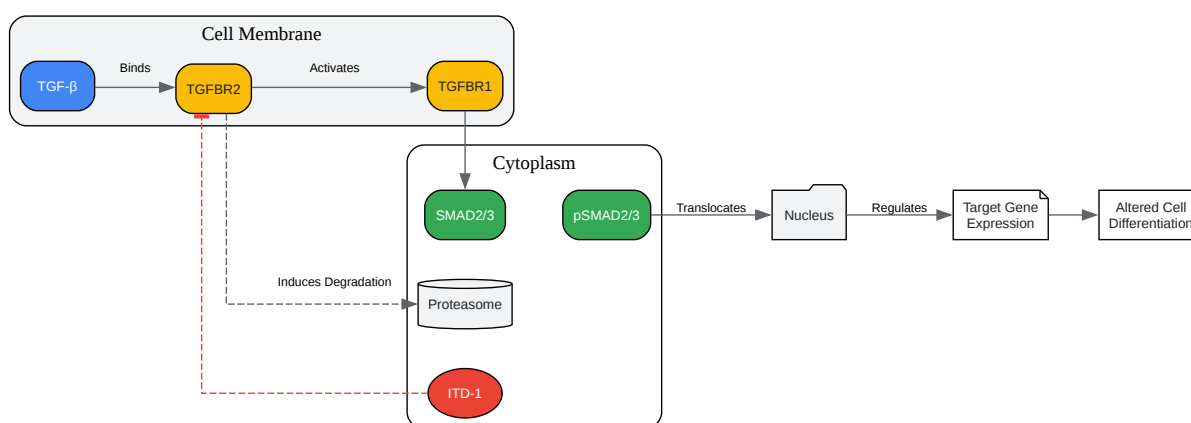 Cell Membrane
TGF-β
Binds
TGFBR2
Activates
TGFBR1
Cytoplasm
SMAD2/3
pSMAD2/3
Translocates
Nucleus
Regulates
Target Gene
Expression
Altered Cell
Differentiation
Induces Degradation
Proteasome
ITD-1